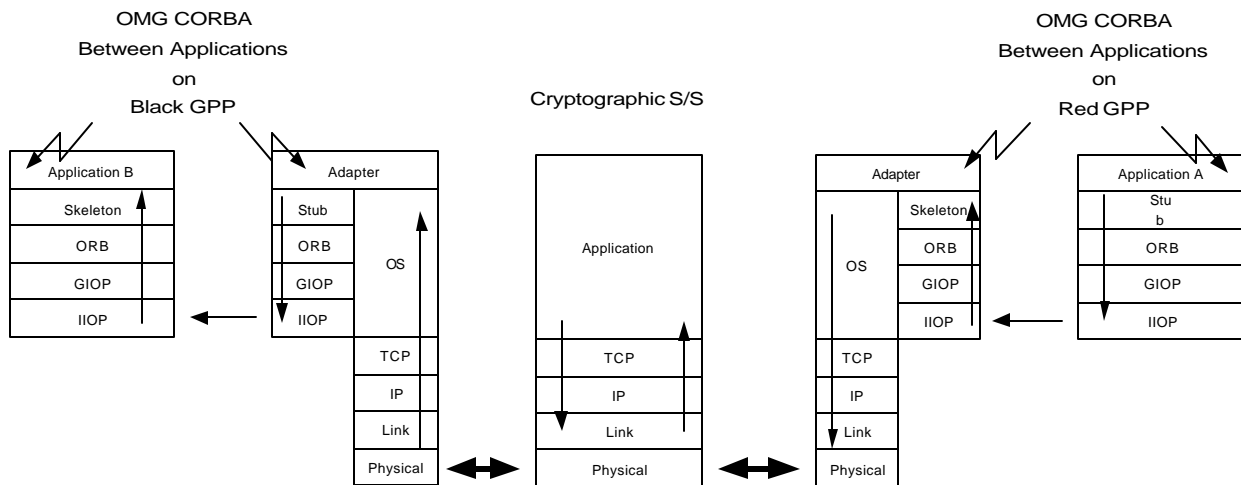 OMG CORBA
Between Applications
on
Black GPP
OMG CORBA
Between Applications
on
Red GPP
Cryptographic S/S
Application B
Skeleton
ORB
GIOP
IIOP
Adapter
Stub
ORB
GIOP
IIOP
OS
TCP
IP
Link
Physical
Application
TCP
IP
Link
Physical
Adapter
OS
Skeleton
ORB
GIOP
IIOP
TCP
IP
Link
Physical
Application A
Stu
b
ORB
GIOP
IIOP